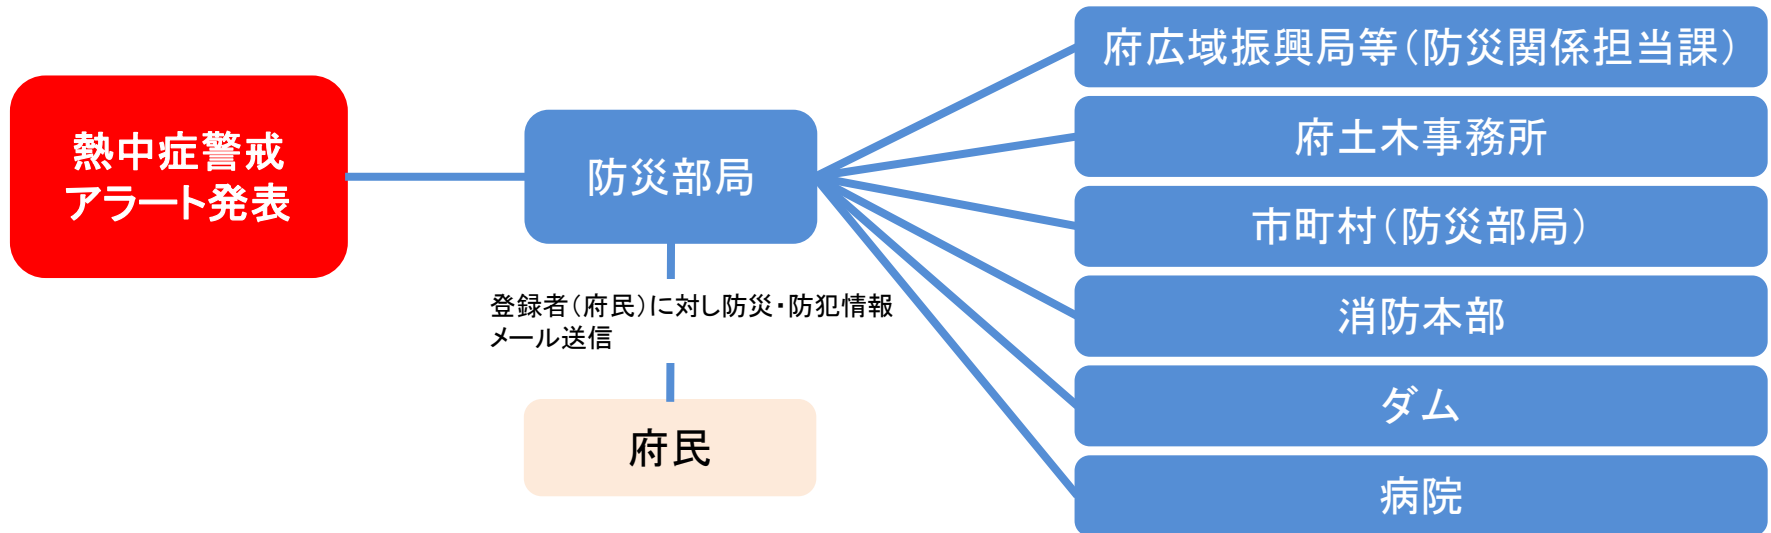 熱中症警戒
アラート発表
防災部局
登録者（府民）に対し防災・防犯情報
メール送信
府民
府広域振興局等（防災関係担当課）
府土木事務所
市町村（防災部局）
消防本部
ダム
病院